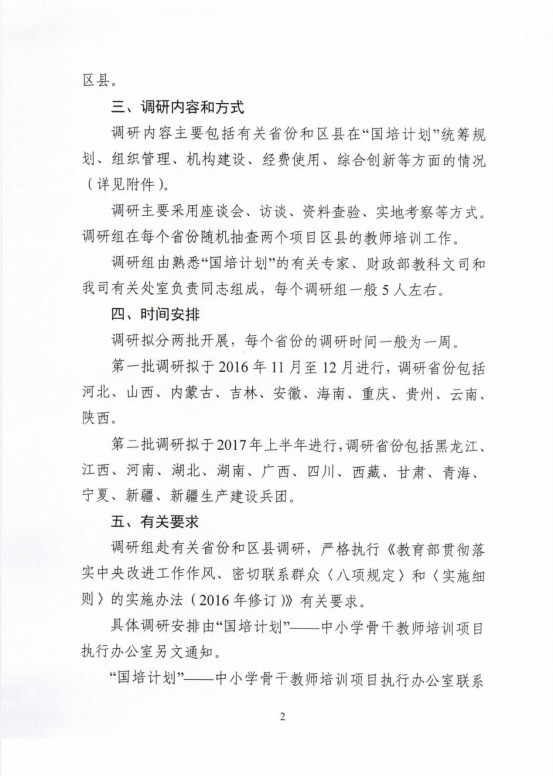 区县。
三、调研内容和方式
调研内容主要包括有关省份和区县在“国培计划”统筹规
划、组织管理、机构建设、经费使用、综合创新等方面的情况
（详见附件）。
调研主要采用座谈会、访谈、资料查验、实地考察等方式。
调研组在每个省份随机抽查两个项目区县的教师培训工作。
调研组由熟悉“国培计划”的有关专家、财政部教科文司和
我司有关处室负责同志组成，每个调研组一般 5 人左右。
四、时间安排
调研拟分两批开展，每个省份的调研时间一般为一周。
第一批调研拟于 2016 年 11 月至 12 月进行，调研省份包括
河北、山西、内蒙古、吉林、安徽、海南、重庆、贵州、云南、
陕西。
第二批调研拟于 2017 年上半年进行，调研省份包括黑龙江、
江西、河南、湖北、湖南、广西、四川、西藏、甘肃、青海、
宁夏、新疆、新疆生产建设兵团。
五、有关要求
调研组赴有关省份和区县调研，严格执行《教育部贯彻落
实中央改进工作作风、密切联系群众〈八项规定〉和〈实施细
则〉的实施办法（2016 年修订）》有关要求。
具体调研安排由“国培计划”——中小学骨干教师培训项目
执行办公室另文通知。
“国培计划”——中小学骨干教师培训项目执行办公室联系
2